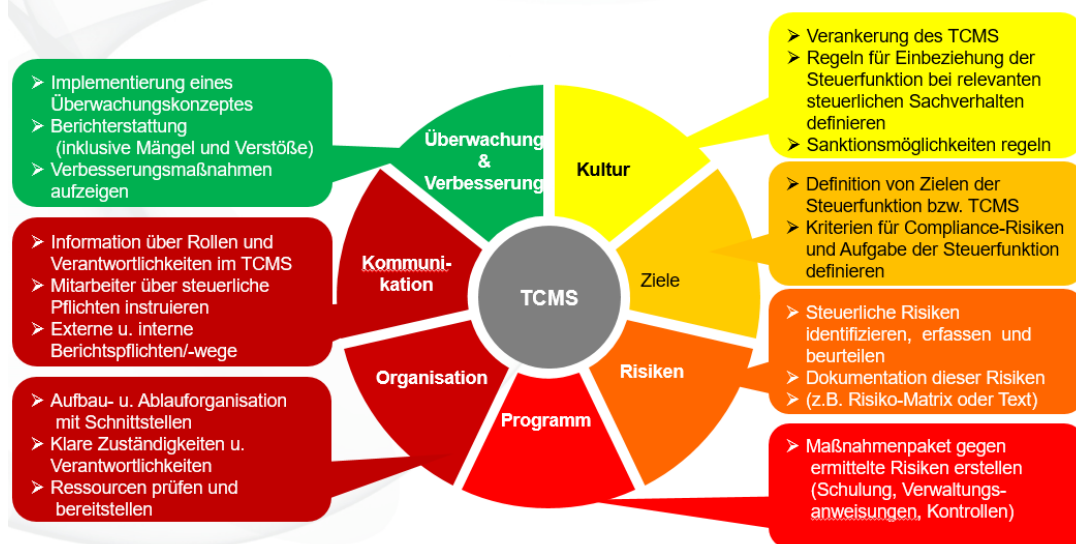 ➢ Implementierung eines
Überwachungskonzeptes
➢ Berichterstattung
(inklusive Mängel und Verstöße)
➢ Verbesserungsmaßnahmen
aufzeigen
➢ Information über Rollen und
Verantwortlichkeiten im TCMS
➢ Mitarbeiter über steuerliche
Pflichten instruieren
➢ Externe u. interne
Berichtspflichten/-wege
➢ Aufbau- u. Ablauforganisation
mit Schnittstellen
➢ Klare Zuständigkeiten u.
Verantwortlichkeiten
➢ Ressourcen prüfen und
bereitstellen
Überwachung
&
Verbesserung
Kultur
Kommuni-
kation
TCMS
Ziele
Organisation
Risiken
Programm
➢ Verankerung des TCMS
➢ Regeln für Einbeziehung der
Steuerfunktion bei relevanten
steuerlichen Sachverhalten
definieren
➢ Sanktionsmöglichkeiten regeln
➢ Definition von Zielen der
Steuerfunktion bzw. TCMS
➢ Kriterien für Compliance-Risiken
und Aufgabe der Steuerfunktion
definieren
➢ Steuerliche Risiken
identifizieren, erfassen und
beurteilen
➢ Dokumentation dieser Risiken
➢ (z.B. Risiko-Matrix oder Text)
➢ Maßnahmenpaket gegen
ermittelte Risiken erstellen
(Schulung, Verwaltungs-
anweisungen, Kontrollen)